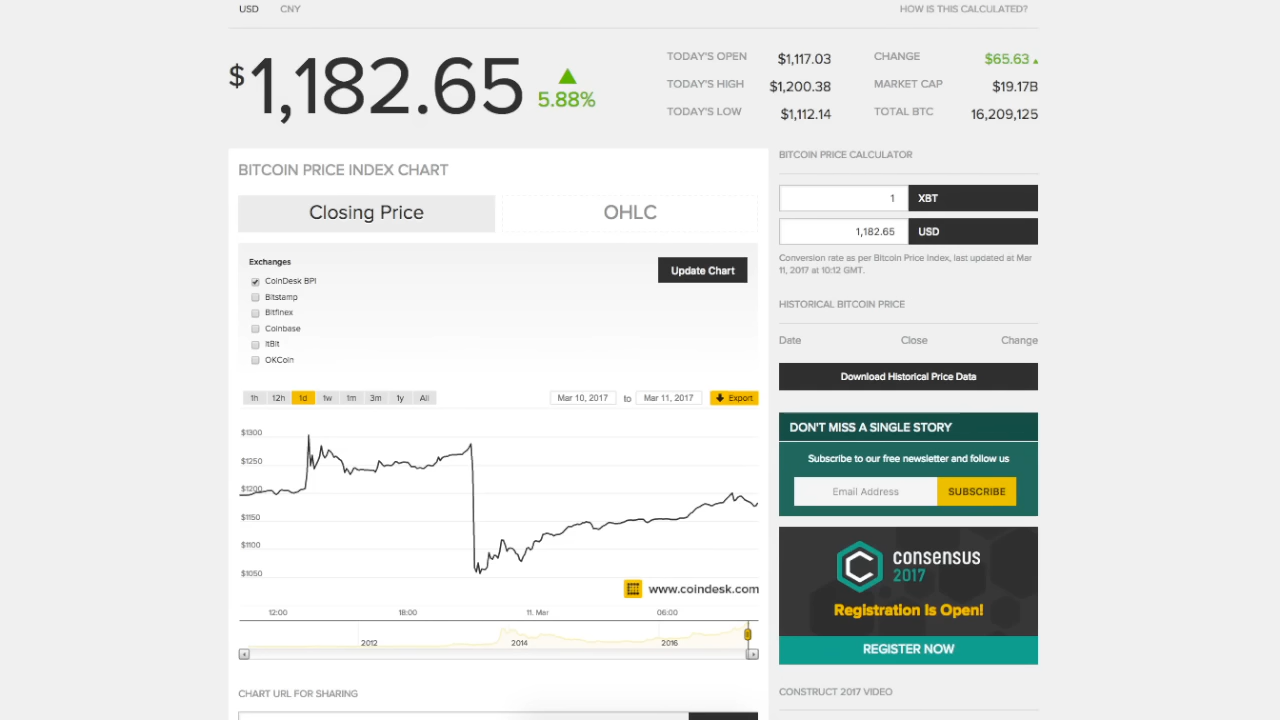 USD CNY HOW IS THIS CALCULATED?
$1,182.65
5.88%
TODAY'S OPEN $1,117.03
TODAY'S HIGH $1,200.38
TODAY'S LOW $1,112.14
CHANGE $65.63
MARKET CAP $19.17B
TOTAL BTC 16,209,125
BITCOIN PRICE INDEX CHART
Closing Price OHLC
Exchanges
CoinDesk BPI
Bitstamp
Bitfinex
Coinbase
itBit
OKCoin
Update Chart
1h 12h 1d 1w 1m 3m 1y All
Mar 10, 2017 to Mar 11, 2017 Export
$1300
$1250
$1200
$1150
$1100
$1050
www.coindesk.com
12:00 18:00 11. Mar 06:00
2012 2014 2016
CHART URL FOR SHARING
BITCOIN PRICE CALCULATOR
1 XBT
1,182.65 USD
Conversion rate as per Bitcoin Price Index, last updated at Mar
11, 2017 at 10:12 GMT.
HISTORICAL BITCOIN PRICE
Date Close Change
Download Historical Price Data
DON'T MISS A SINGLE STORY
Subscribe to our free newsletter and follow us
Email Address SUBSCRIBE
consensus
2017
Registration Is Open!
REGISTER NOW
CONSTRUCT 2017 VIDEO